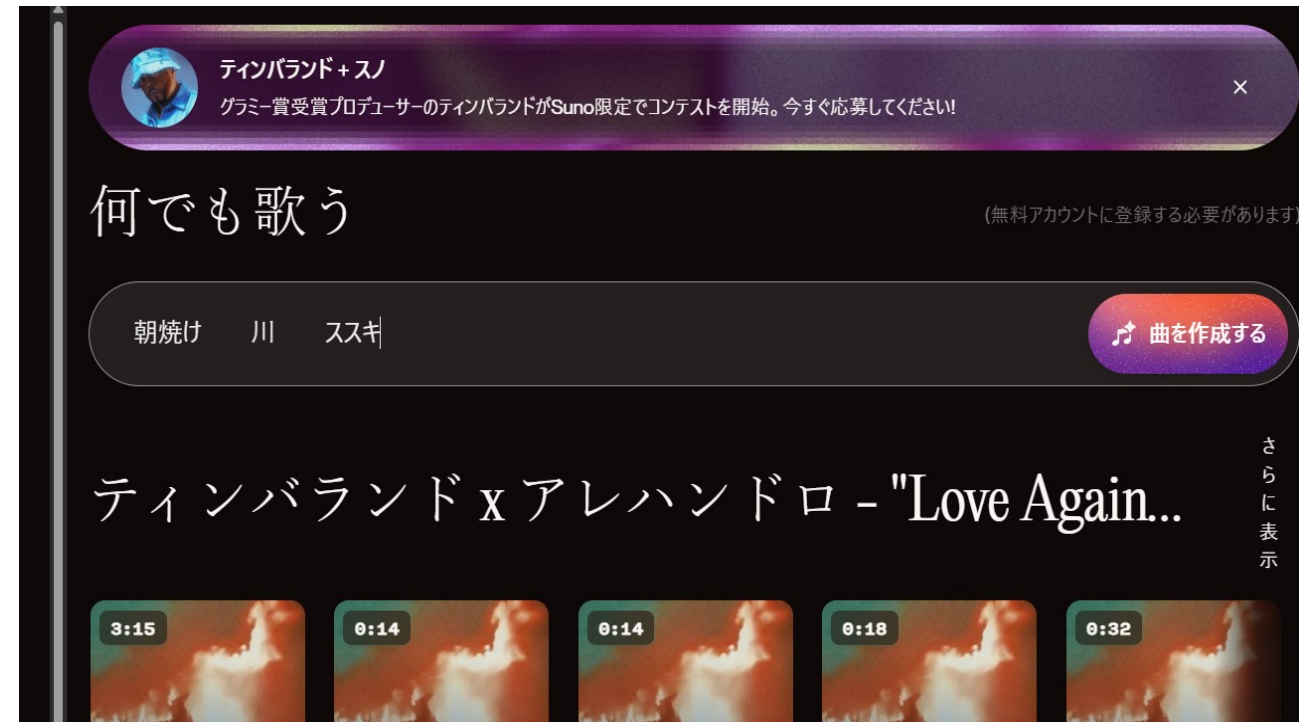 ティンバランド + スノ
グラミー賞受賞プロデューサーのティンバランドがSuno限定でコンテストを開始。今すぐ応募してください!
×
何でも歌う
(無料アカウントに登録する必要があります)
朝焼け　　川　　ススキ
曲を作成する
ティンバランド x アレハンドロ – "Love Again...
さらに表示
3:15
0:14
0:14
0:18
0:32